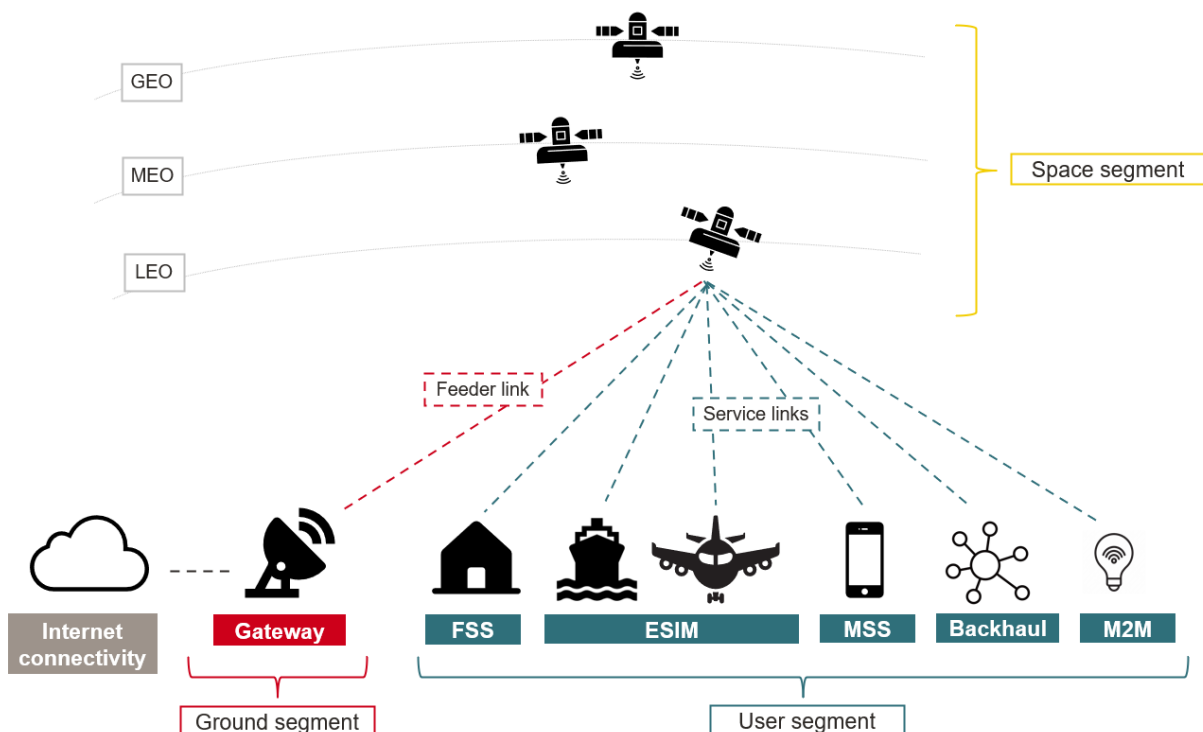 GEO
MEO
Space segment
LEO
Feeder link
Service links
Internet
connectivity
Gateway
FSS
ESIM
MSS
Backhaul
M2M
Ground segment
User segment